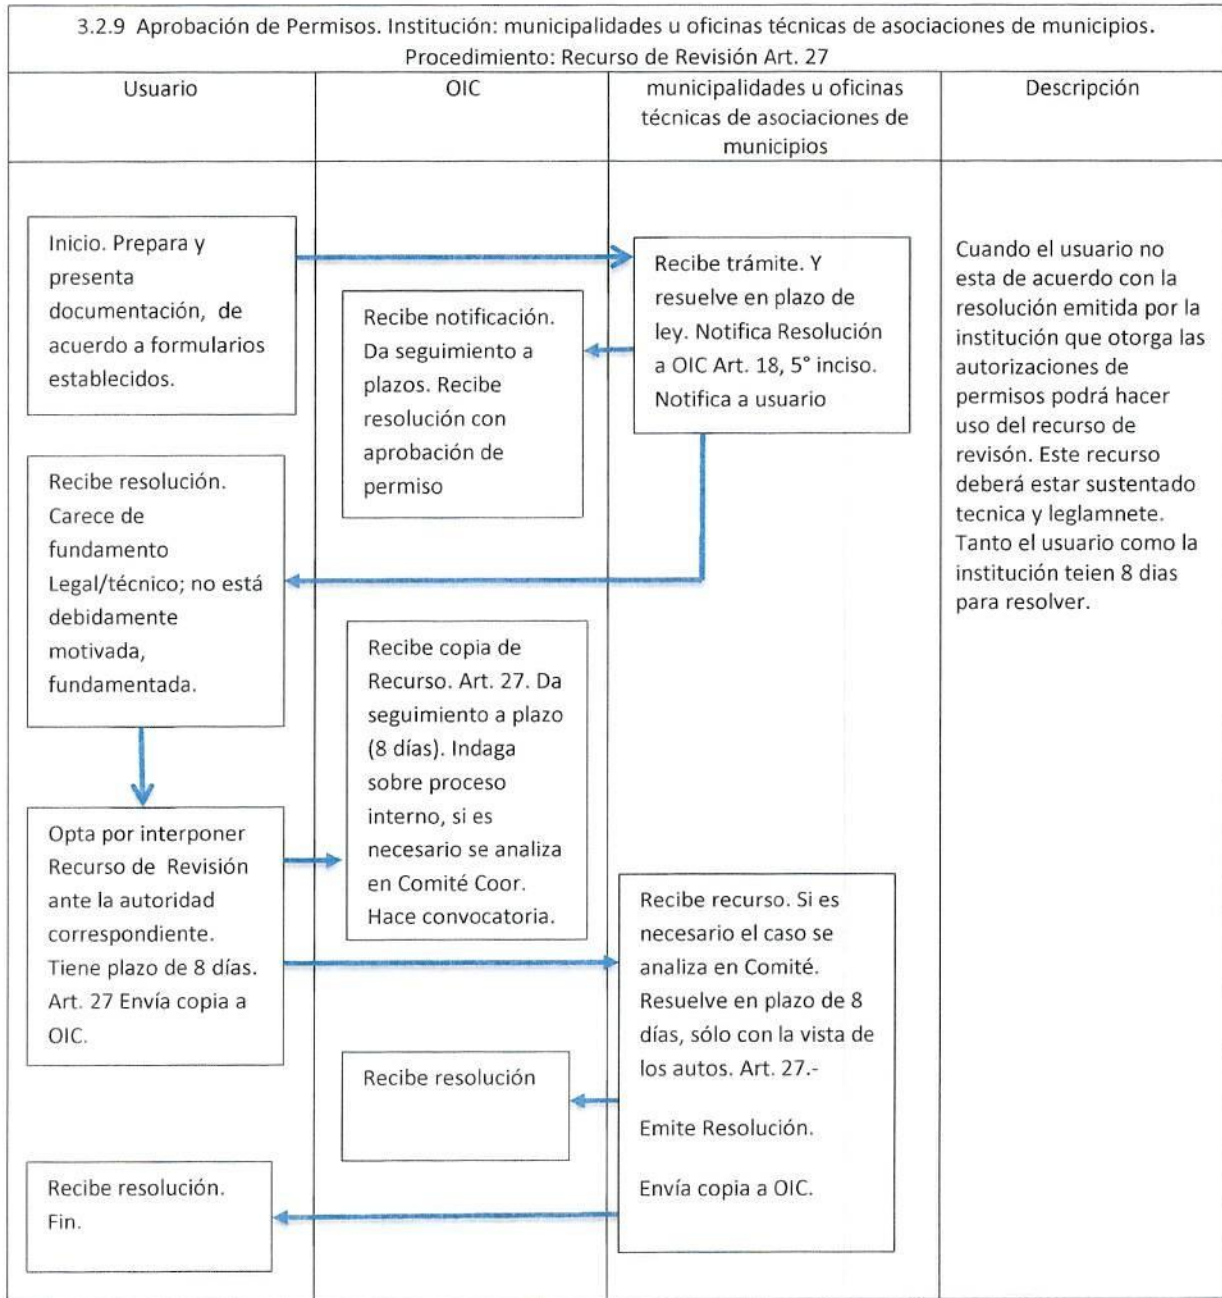 3.2.9 Aprobación de Permisos. Institución: municipalidades u oficinas técnicas de asociaciones de municipios.
Procedimiento: Recurso de Revisión Art. 27
Usuario
OIC
municipalidades u oficinas
técnicas de asociaciones de
municipios
Descripción
Inicio. Prepara y
presenta
documentación, de
acuerdo a formularios
establecidos.
Recibe trámite. Y
resuelve en plazo de
ley. Notifica Resolución
a OIC Art. 18, 5° inciso.
Notifica a usuario
Recibe notificación.
Da seguimiento a
plazos. Recibe
resolución con
aprobación de
permiso
Cuando el usuario no
esta de acuerdo con la
resolución emitida por la
institución que otorga las
autorizaciones de
permisos podrá hacer
uso del recurso de
revisón. Este recurso
deberá estar sustentado
tecnica y leglamnete.
Tanto el usuario como la
institución teien 8 dias
para resolver.
Recibe resolución.
Carece de
fundamento
Legal/técnico; no está
debidamente
motivada,
fundamentada.
Recibe copia de
Recurso. Art. 27. Da
seguimiento a plazo
(8 días). Indaga
sobre proceso
interno, si es
necesario se analiza
en Comité Coor.
Hace convocatoria.
Opta por interponer
Recurso de Revisión
ante la autoridad
correspondiente.
Tiene plazo de 8 días.
Art. 27 Envía copia a
OIC.
Recibe recurso. Si es
necesario el caso se
analiza en Comité.
Resuelve en plazo de 8
días, sólo con la vista de
los autos. Art. 27.-
Emite Resolución.
Envía copia a OIC.
Recibe resolución
Recibe resolución.
Fin.